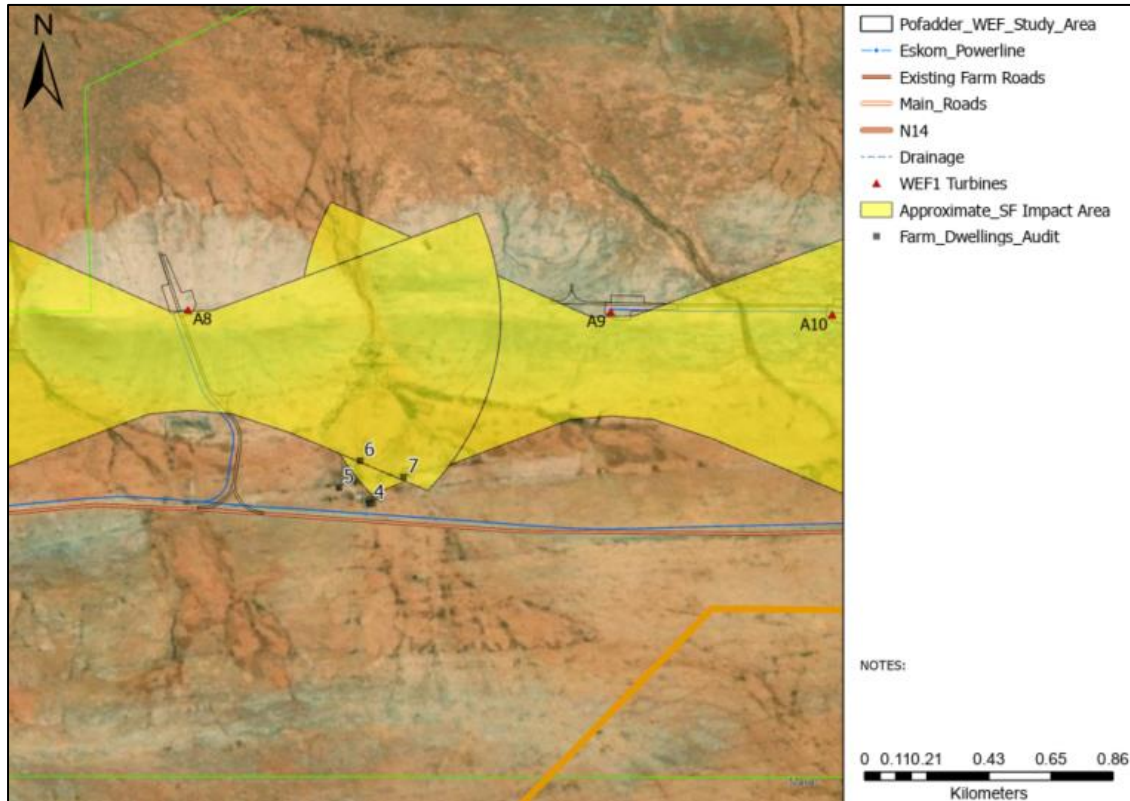 N
A8
A9
A10
6
7
5
4
Pofadder_WEF_Study_Area
Eskom_Powerline
Existing Farm Roads
Main_Roads
N14
Drainage
WEF1 Turbines
Approximate_SF Impact Area
Farm_Dwellings_Audit
NOTES:
0 0.110.21 0.43 0.65 0.86
Kilometers